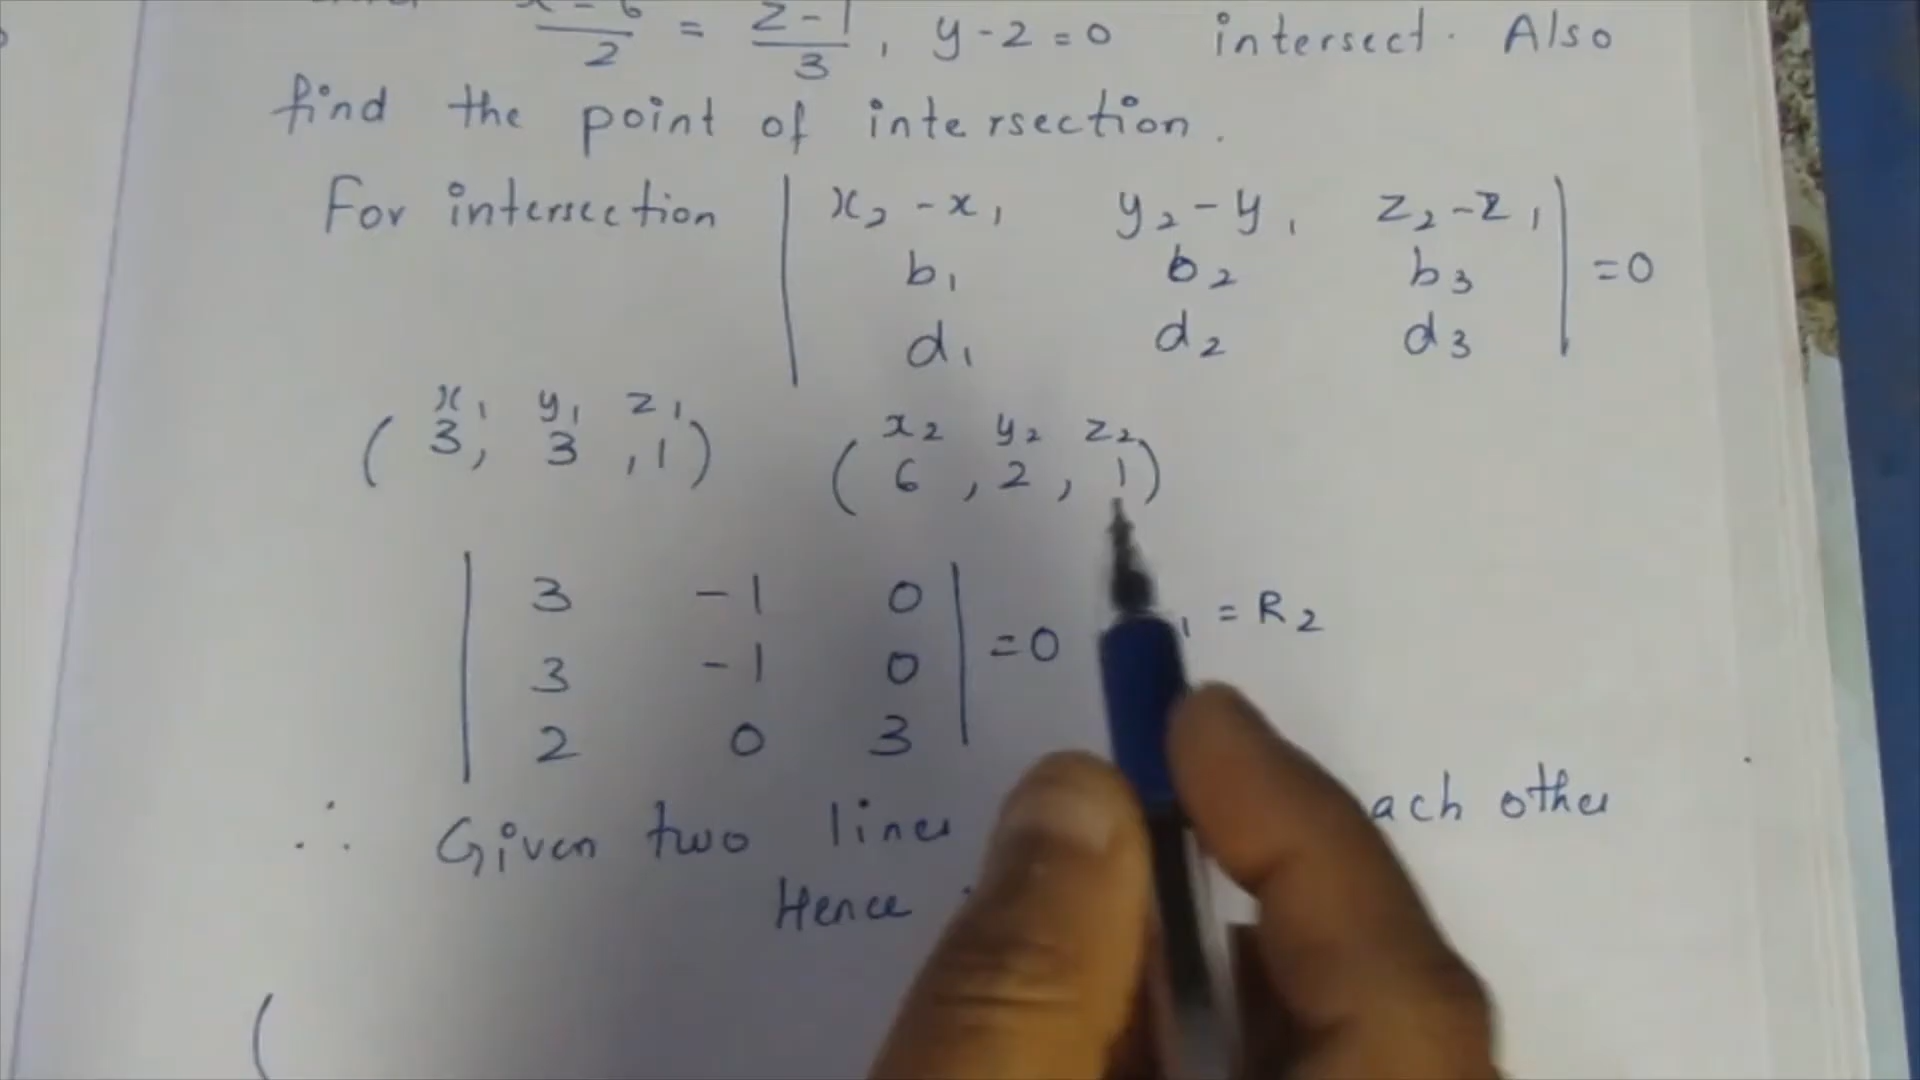 x-6/2 = z-1/3, y-2=0 intersect. Also
find the point of intersection.
For intersection | x₂-x₁ y₂-y₁ z₂-z₁ |
b₁ b₂ b₃ =0
d₁ d₂ d₃
x₁ y₁ z₁
(3, 3, 1)
x₂ y₂ z₂
(6, 2, 1)
3 -1 0
3 -1 0 =0 ₁ = R₂
2 0 3
∴ Given two lines ach other
Hence
(